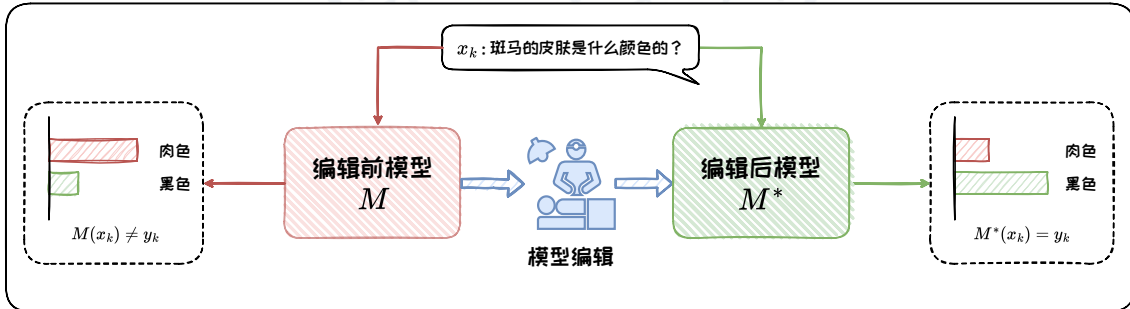 x_k : 斑马的皮肤是什么颜色的？
肉色
黑色
M(x_k) ≠ y_k
编辑前模型
M
模型编辑
编辑后模型
M*
肉色
黑色
M*(x_k) = y_k